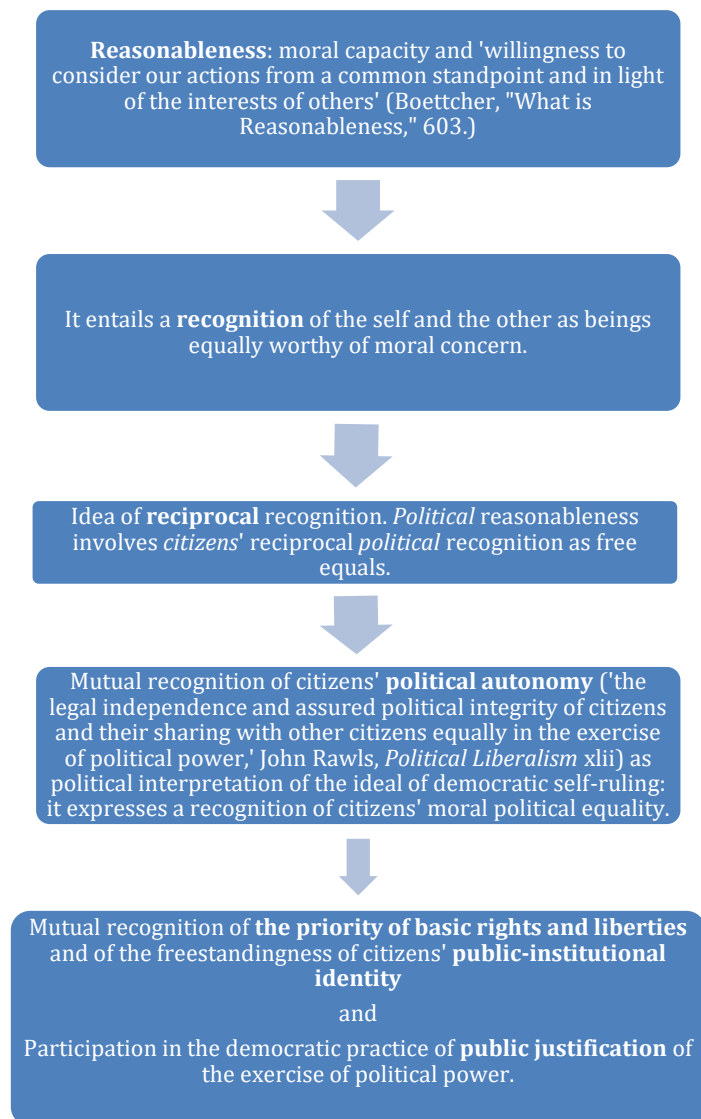 Reasonableness: moral capacity and 'willingness to
consider our actions from a common standpoint and in light
of the interests of others' (Boettcher, "What is
Reasonableness," 603.)
It entails a recognition of the self and the other as beings
equally worthy of moral concern.
Idea of reciprocal recognition. Political reasonableness
involves citizens' reciprocal political recognition as free
equals.
Mutual recognition of citizens' political autonomy ('the
legal independence and assured political integrity of citizens
and their sharing with other citizens equally in the exercise
of political power,' John Rawls, Political Liberalism xlii) as
political interpretation of the ideal of democratic self-ruling:
it expresses a recognition of citizens' moral political equality.
Mutual recognition of the priority of basic rights and liberties
and of the freestandingness of citizens' public-institutional
identity
and
Participation in the democratic practice of public justification of
the exercise of political power.